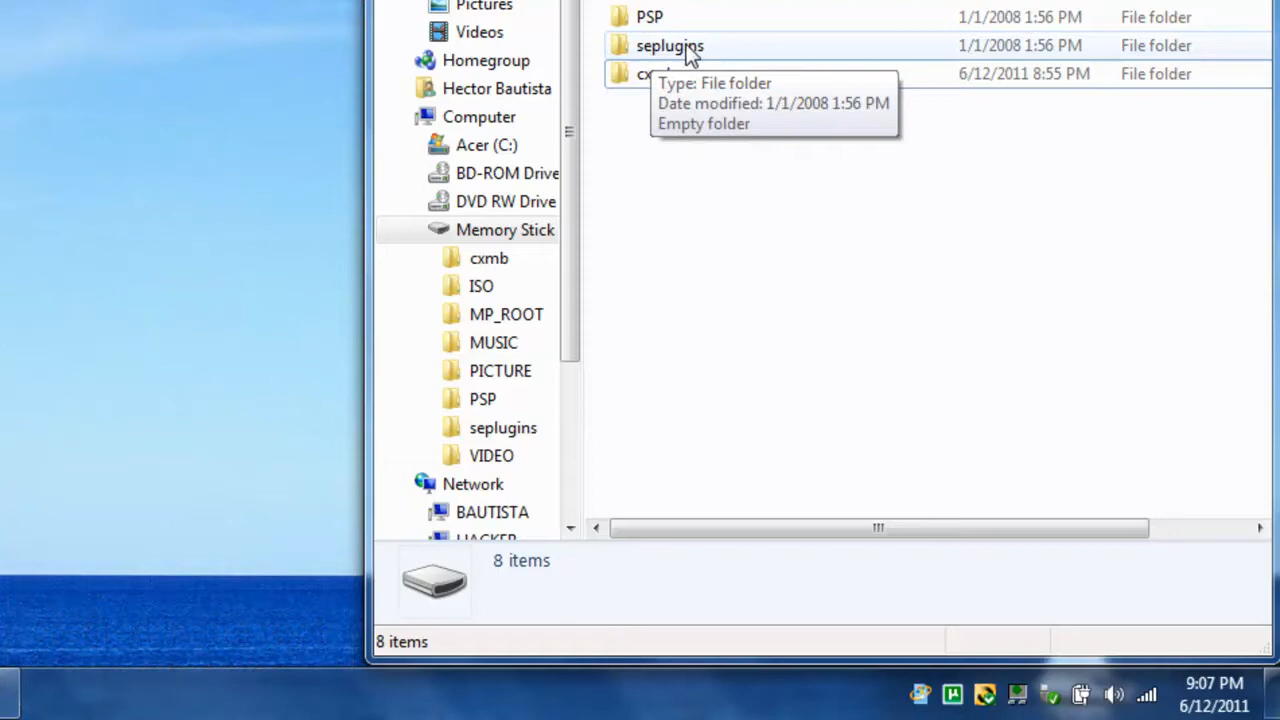 Pictures
Videos
Homegroup
Hector Bautista
Computer
Acer (C:)
BD-ROM Drive
DVD RW Drive
Memory Stick
cxmb
ISO
MP_ROOT
MUSIC
PICTURE
PSP
seplugins
VIDEO
Network
BAUTISTA
HACKER
PSP 1/1/2008 1:56 PM File folder
seplugins 1/1/2008 1:56 PM File folder
cx 6/12/2011 8:55 PM File folder
Type: File folder
Date modified: 1/1/2008 1:56 PM
Empty folder
8 items
8 items
9:07 PM
6/12/2011